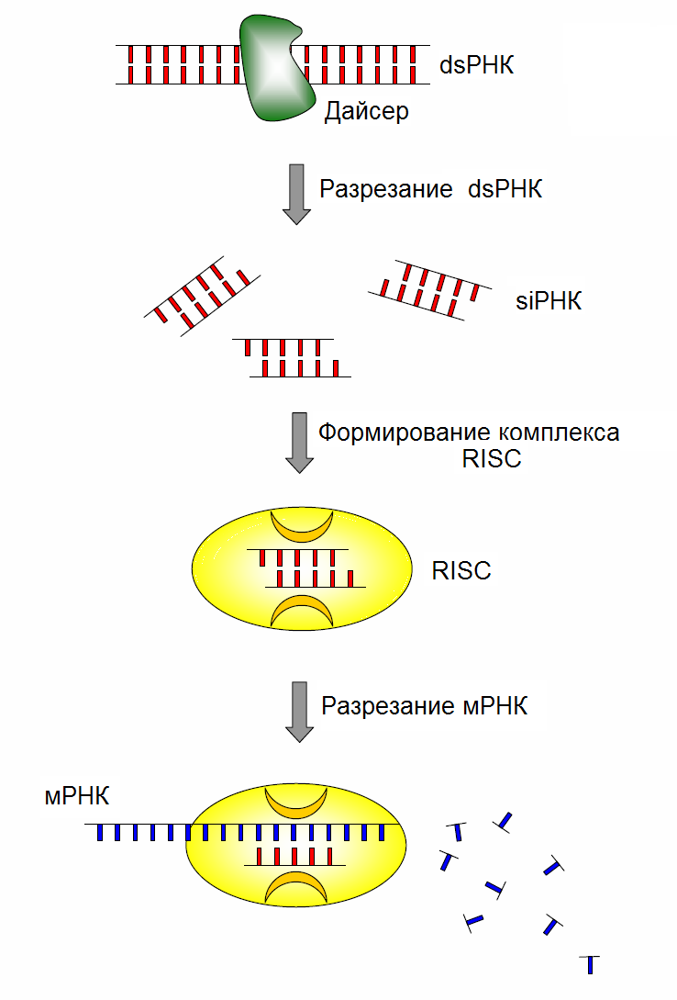 dsРНК
Дайсер
Разрезание dsРНК
siРНК
Формирование комплекса
RISC
RISC
Разрезание мРНК
мРНК